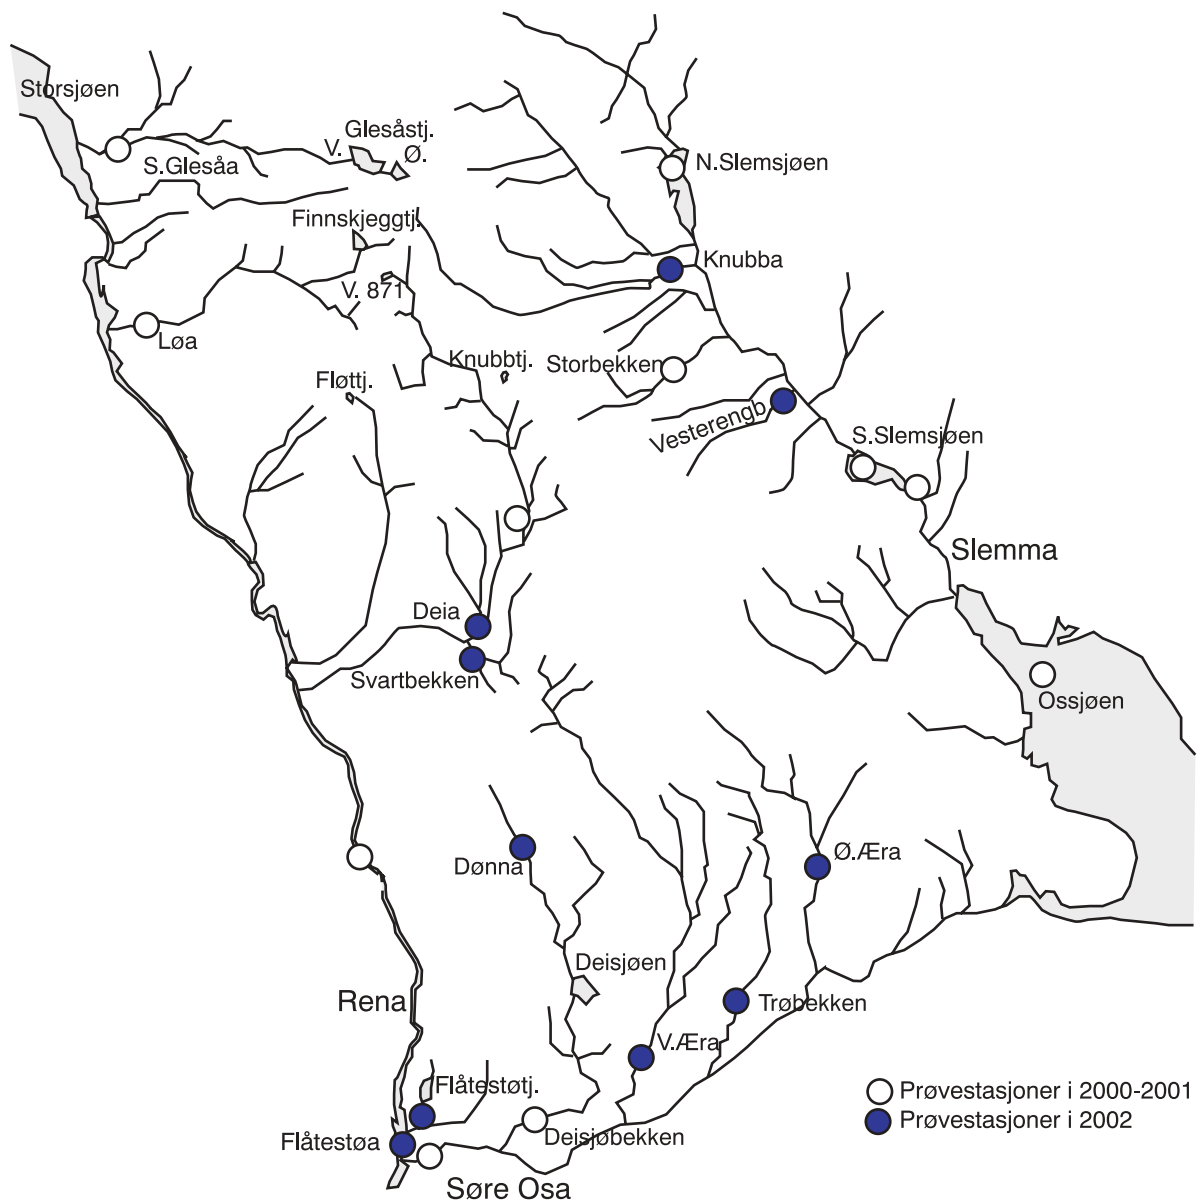 Storsjøen
Glesåstj.
V.
Ø.
S.Glesåa
N.Slemsjøen
Finnskjeggtj.
Knubba
V. 871
Løa
Knubbtj.
Storbekken
Fløttj.
Vesterengb.
S.Slemsjøen
Slemma
Deia
Svartbekken
Ossjøen
Dønna
Ø.Æra
Deisjøen
Rena
Trøbekken
V.Æra
Flåtestøtj.
Prøvestasjoner i 2000-2001
Prøvestasjoner i 2002
Flåtestøa
Deisjøbekken
Søre Osa